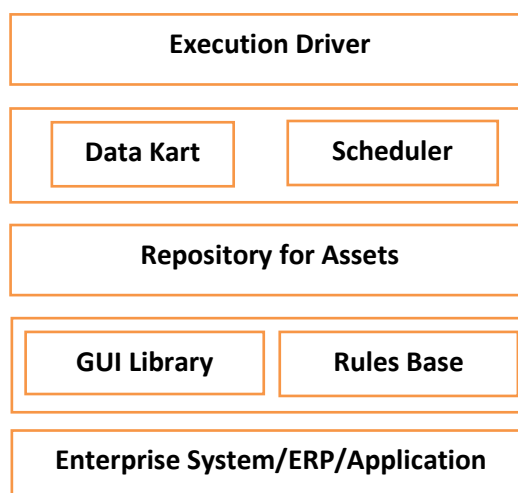 Execution Driver
Data Kart
Scheduler
Repository for Assets
GUI Library
Rules Base
Enterprise System/ERP/Application